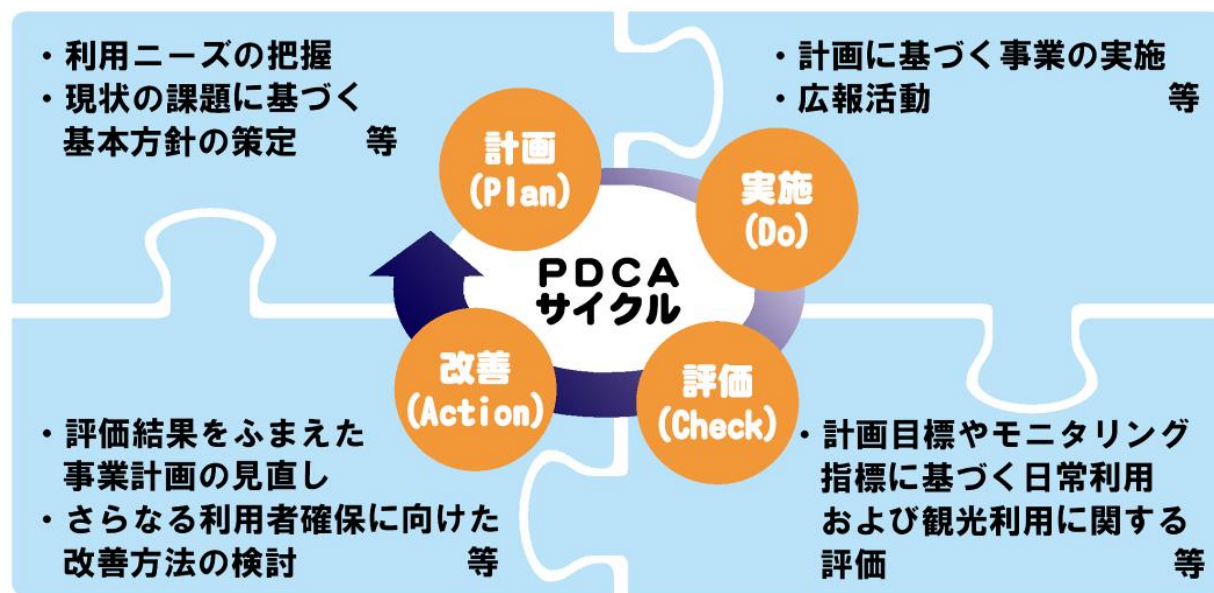 ・利用ニーズの把握
・現状の課題に基づく
基本方針の策定 等
・計画に基づく事業の実施
・広報活動 等
計画
(Plan)
実施
(Do)
PDCA
サイクル
改善
(Action)
評価
(Check)
・評価結果をふまえた
事業計画の見直し
・さらなる利用者確保に向けた
改善方法の検討 等
・計画目標やモニタリング
指標に基づく日常利用
および観光利用に関する
評価 等